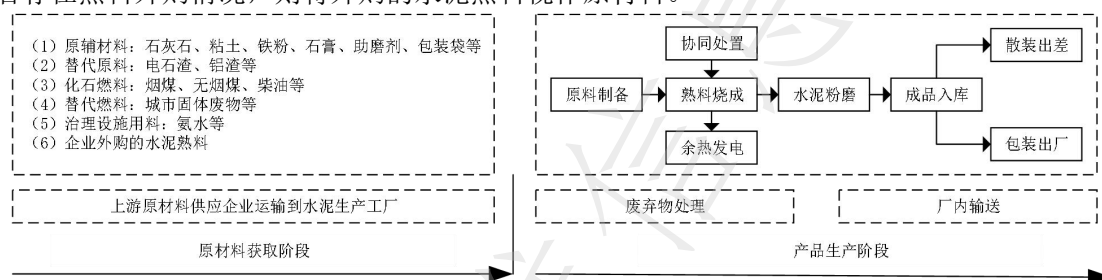 (1)原辅材料：石灰石、粘土、铁粉、石膏、助磨剂、包装袋等
(2)替代原料：电石渣、铝渣等
(3)化石燃料：烟煤、无烟煤、柴油等
(4)替代燃料：城市固体废物等
(5)治理设施用料：氨水等
(6)企业外购的水泥熟料
上游原材料供应企业运输到水泥生产工厂
原材料获取阶段
协同处置
散装出差
原料制备
熟料烧成
水泥粉磨
成品入库
余热发电
包装出厂
废弃物处理
厂内输送
产品生产阶段